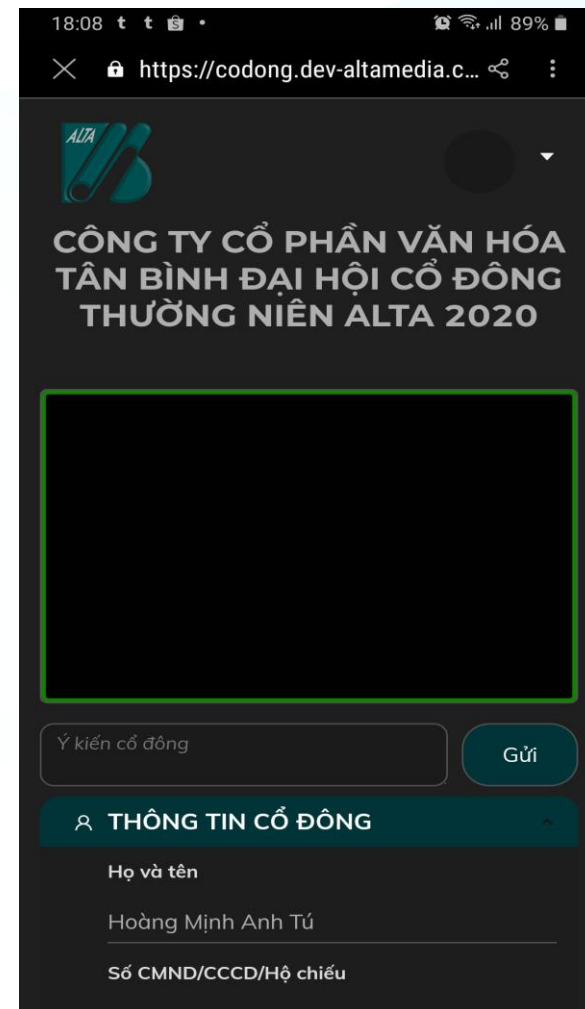 18:08 t t S •
89%
https://codong.dev-altamedia.c...
ALTA
CÔNG TY CỔ PHẦN VĂN HÓA
TÂN BÌNH ĐẠI HỘI CỔ ĐÔNG
THƯỜNG NIÊN ALTA 2020
Ý kiến cổ đông
Gửi
THÔNG TIN CỔ ĐÔNG
Họ và tên
Hoàng Mịnh Anh Tú
Số CMND/CCCD/Hộ chiếu